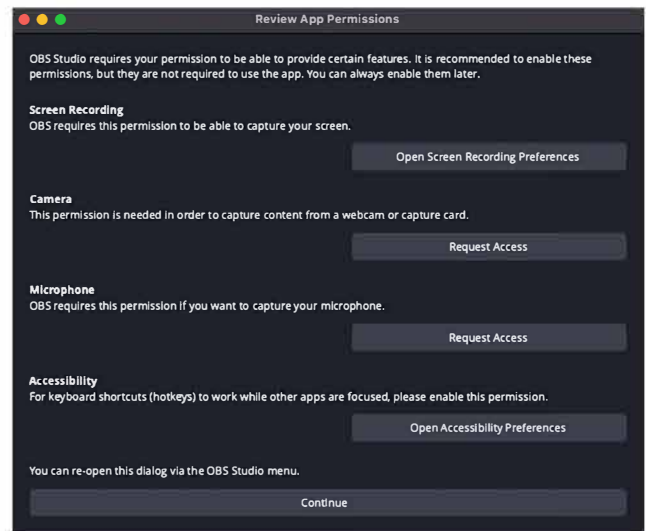 Review App Permissions
OBS Studio requires your permission to be able to provide certain features. It is recommended to enable these
permissions, but they are not required to use the app. You can always enable them later.
Screen Recording
OBS requires this permission to be able to capture your screen.
Open Screen Recording Preferences
Camera
This permission is needed in order to capture content from a webcam or capture card.
Request Access
Microphone
OBS requires this permission if you want to capture your microphone.
Request Access
Accessibility
For keyboard shortcuts (hotkeys) to work while other apps are focused, please enable this permission.
Open Accessibility Preferences
You can re-open this dialog via the OBS Studio menu.
Continue